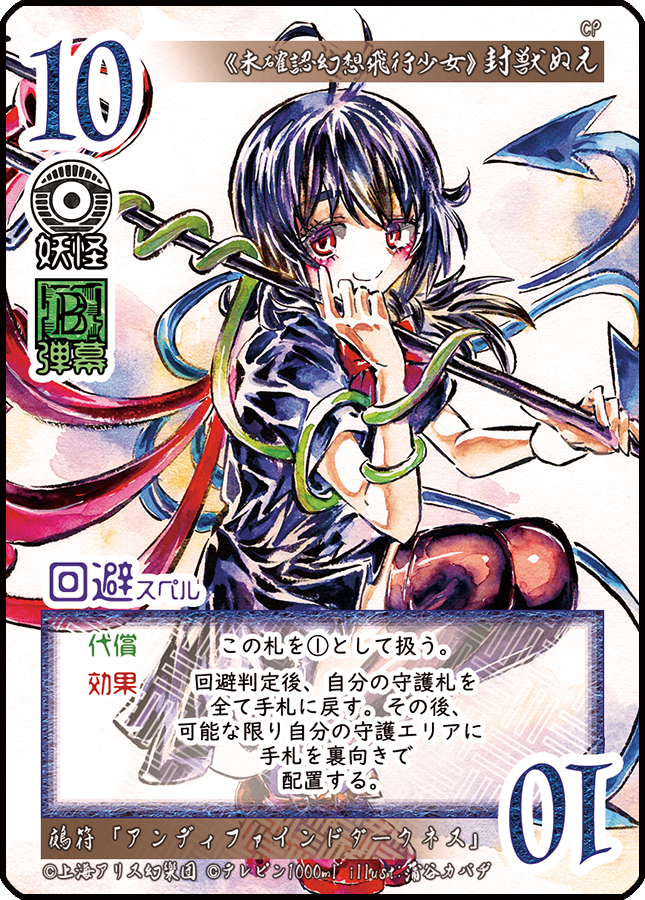 CP
10
《未確認幻想飛行少女》封獣ぬえ
妖怪
B
弾幕
回避スペル
代償 この札を①として扱う。
効果 回避判定後、自分の守護札を
全て手札に戻す。その後、
可能な限り自分の守護エリアに
手札を裏向きで
配置する。
10
鵺符「アンディファインドダークネス」
©上海アリス幻樂団 ©テレピン1000ml illust:蒲谷カバヂ